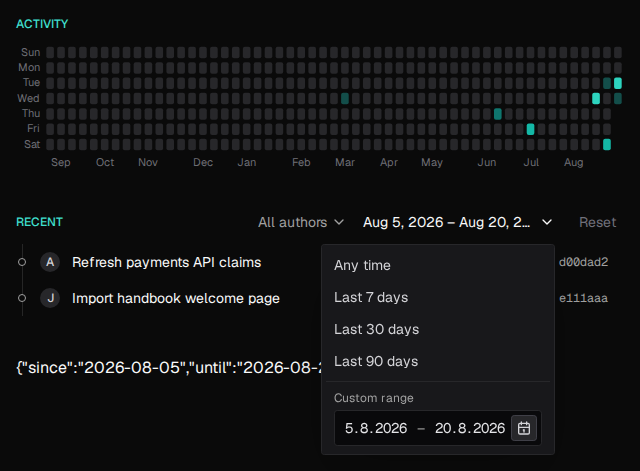 ACTIVITY
Sun
Mon
Tue
Wed
Thu
Fri
Sat
Sep Oct Nov Dec Jan Feb Mar Apr May Jun Jul Aug
RECENT All authors Aug 5, 2026 – Aug 20, 2... Reset
A Refresh payments API claims d00dad2
J Import handbook welcome page e111aaa
{"since":"2026-08-05","until":"2026-08-
Any time
Last 7 days
Last 30 days
Last 90 days
Custom range
5.8.2026 – 20.8.2026